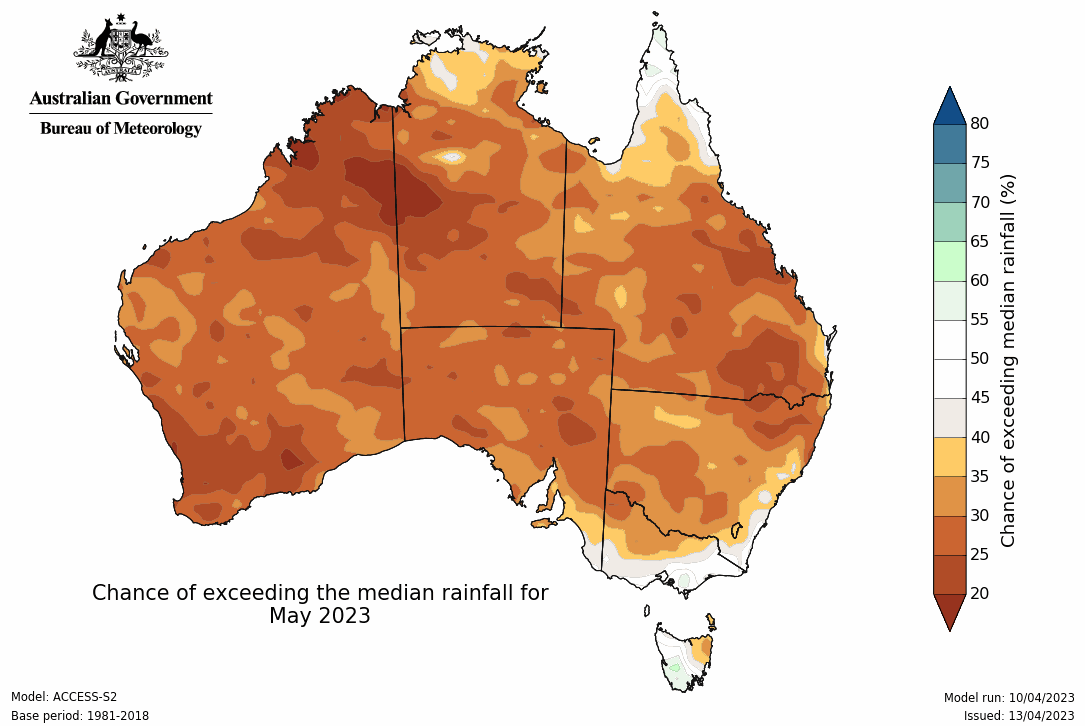 AUSTRALIA
Australian Government
Bureau of Meteorology
80
75
70
65
60
55
50
45
40
35
30
25
20
Chance of exceeding median rainfall (%)
Chance of exceeding the median rainfall for
May 2023
Model: ACCESS-S2
Base period: 1981-2018
Model run: 10/04/2023
Issued: 13/04/2023